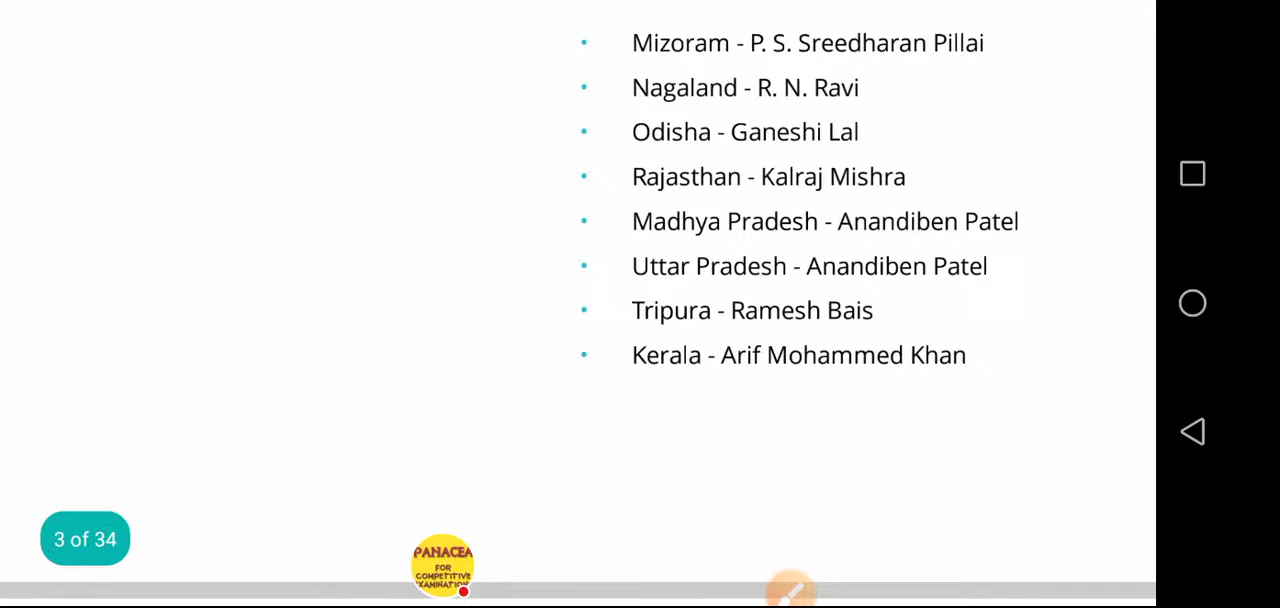 Mizoram - P. S. Sreedharan Pillai
Nagaland - R. N. Ravi
Odisha - Ganeshi Lal
Rajasthan - Kalraj Mishra
Madhya Pradesh - Anandiben Patel
Uttar Pradesh - Anandiben Patel
Tripura - Ramesh Bais
Kerala - Arif Mohammed Khan
3 of 34
PANACEA
FOR
COMPETITIVE
EXAMINATION